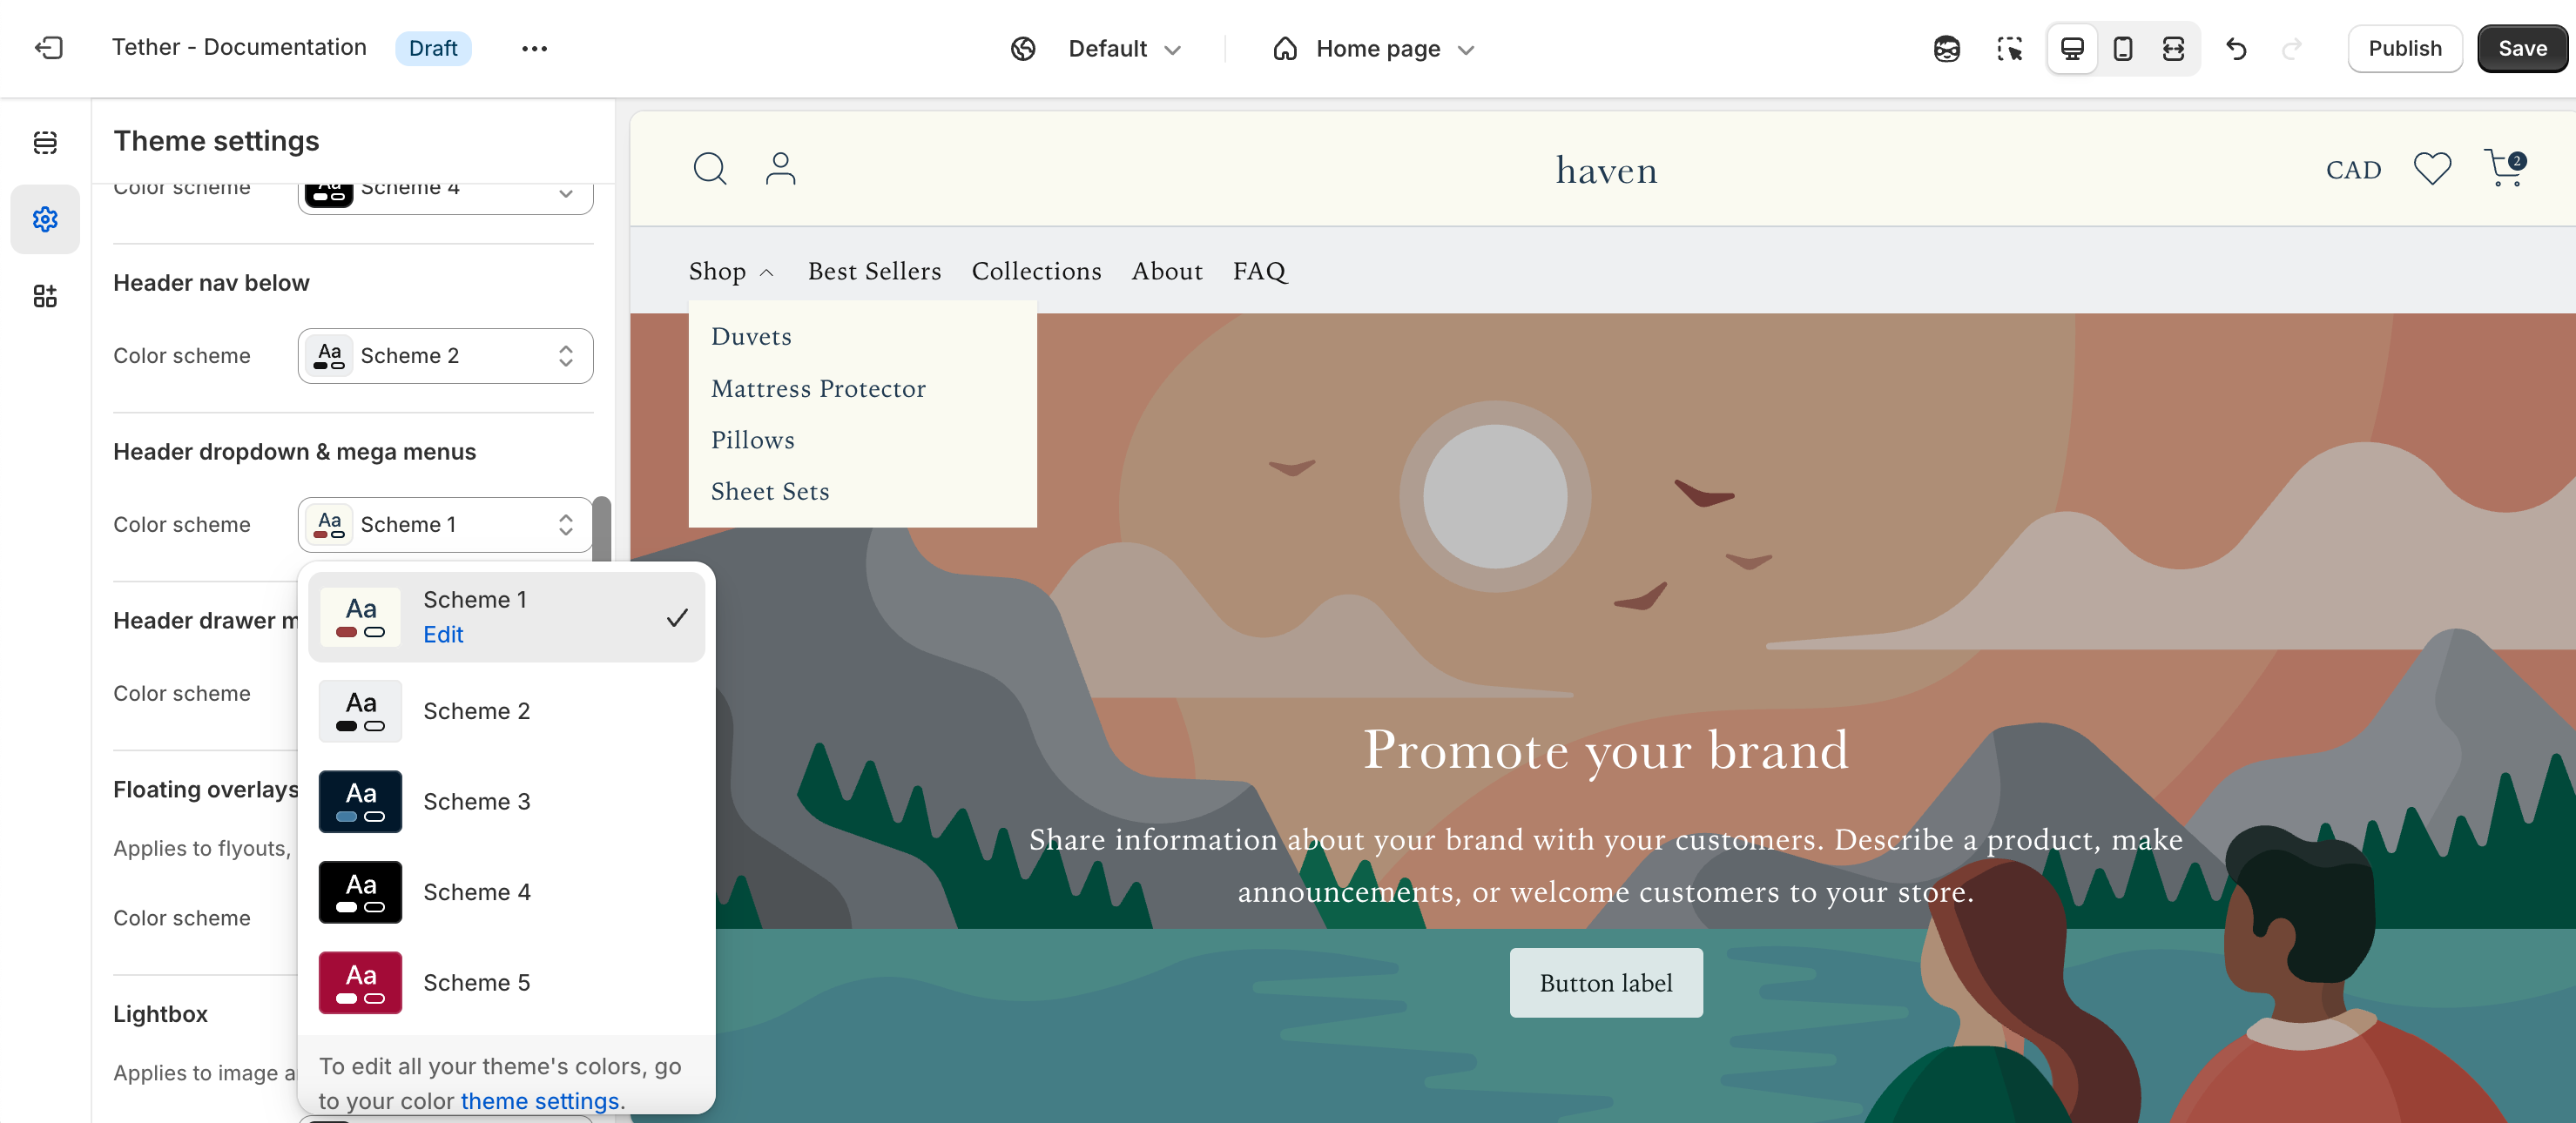 Tether - Documentation
Draft
Default
Home page
Publish
Save
Theme settings
Color scheme
Aa
Scheme 4
Header nav below
Color scheme
Aa
Scheme 2
Header dropdown & mega menus
Color scheme
Aa
Scheme 1
Header drawer m
Color scheme
Floating overlays
Applies to flyouts,
Color scheme
Lightbox
Applies to image a
Aa
Scheme 1
Edit
Aa
Scheme 2
Aa
Scheme 3
Aa
Scheme 4
Aa
Scheme 5
To edit all your theme's colors, go
to your color theme settings.
haven
CAD
2
Shop
Best Sellers
Collections
About
FAQ
Duvets
Mattress Protector
Pillows
Sheet Sets
Promote your brand
Share information about your brand with your customers. Describe a product, make
announcements, or welcome customers to your store.
Button label